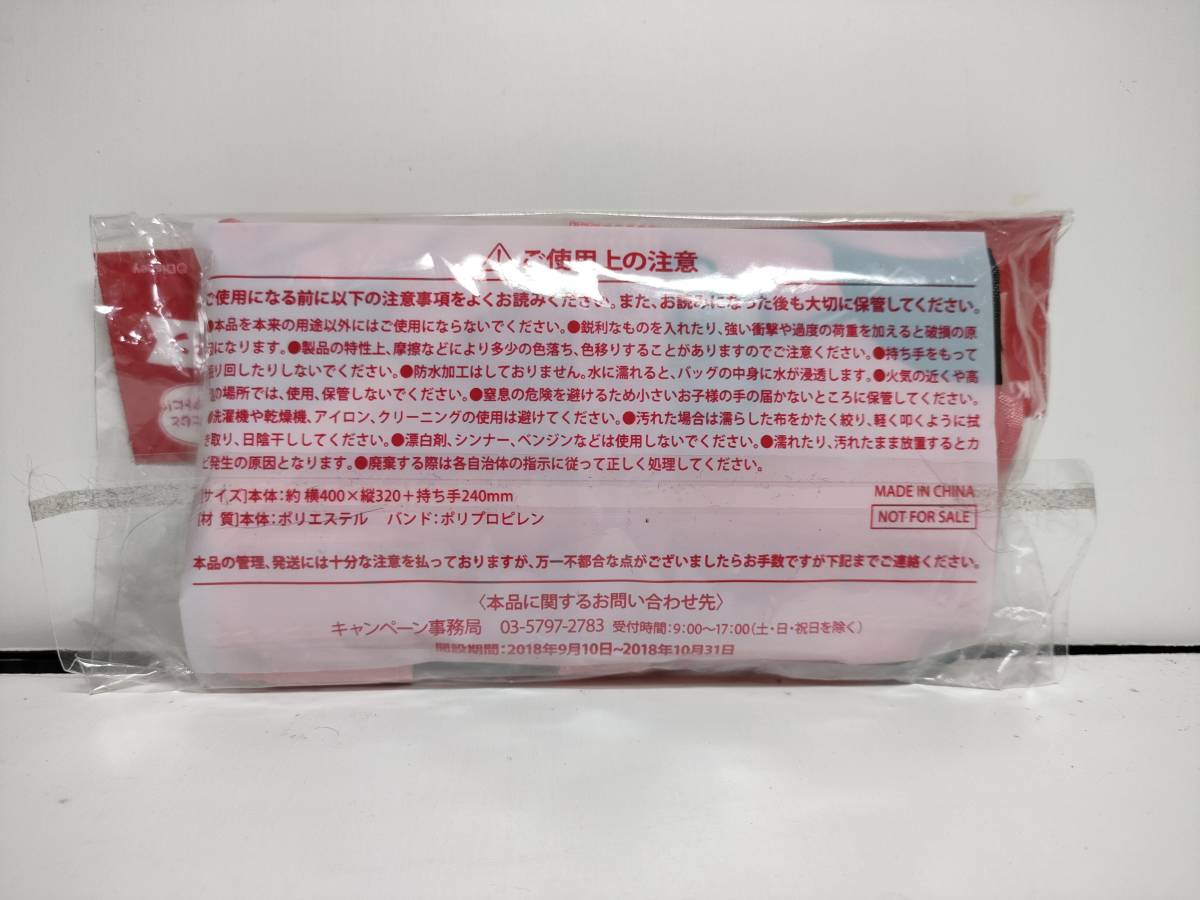 ご使用上の注意
ご使用になる前に以下の注意事項をよくお読みください。また、お読みになった後も大切に保管してください。
●本品を本来の用途以外にはご使用にならないでください。●鋭利なものを入れたり、強い衝撃や過度の荷重を加えると破損の原
因になります。●製品の特性上、摩擦などにより多少の色落ち、色移りすることがありますのでご注意ください。●持ち手をもって
り回したりしないでください。●防水加工はしておりません。水に濡れると、バッグの中身に水が浸透します。●火気の近くや高
の場所では、使用、保管しないでください。●窒息の危険を避けるため小さいお子様の手の届かないところに保管してください。
●洗濯機や乾燥機、アイロン、クリーニングの使用は避けてください。●汚れた場合は濡らした布をかたく絞り、軽く叩くように拭
き取り、日陰干ししてください。●漂白剤、シンナー、ベンジンなどは使用しないでください。●濡れたり、汚れたまま放置するとカ
ビ発生の原因となります。●廃棄する際は各自治体の指示に従って正しく処理してください。
[サイズ]本体：約 横400×縦320＋持ち手240mm
[材 質]本体：ポリエステル バンド：ポリプロピレン
MADE IN CHINA
NOT FOR SALE
本品の管理、発送には十分な注意を払っておりますが、万一不都合な点がございましたらお手数ですが下記までご連絡ください。
〈本品に関するお問い合わせ先〉
キャンペーン事務局 03-5797-2783 受付時間：9：00〜17：00（土・日・祝日を除く）
開設期間：2018年9月10日~2018年10月31日
©Disney